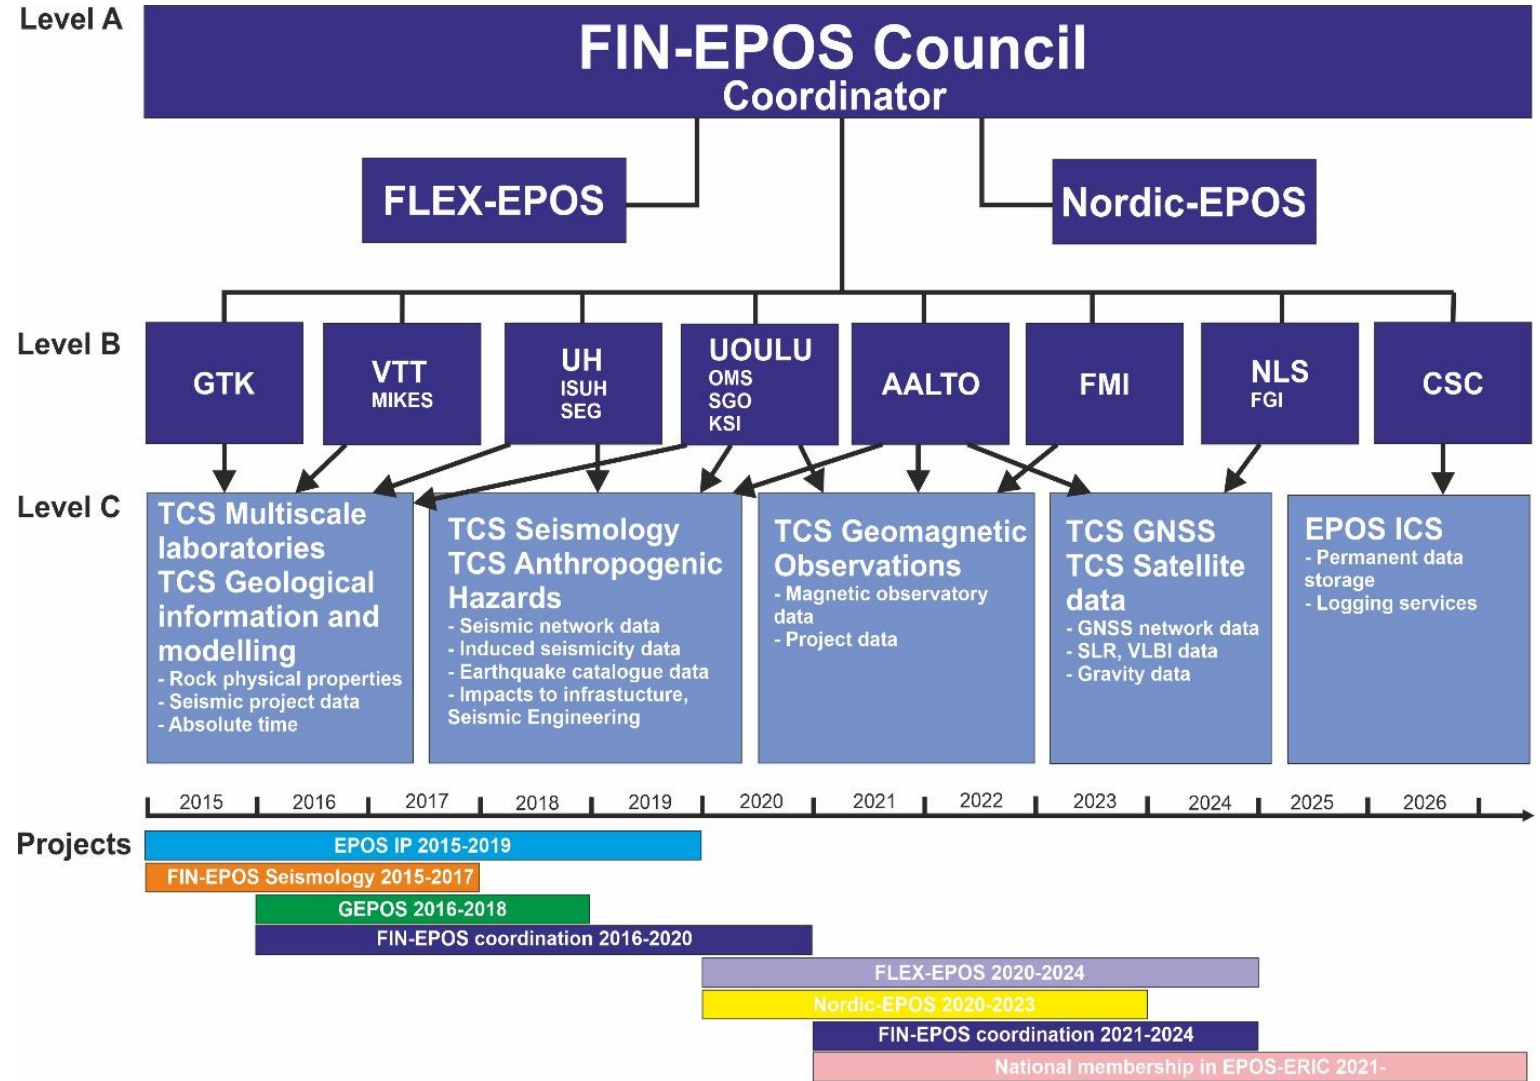 Level A
FIN-EPOS Council
Coordinator
FLEX-EPOS
Nordic-EPOS
Level B
GTK
VTT
MIKES
UH
ISUH
SEG
UOULU
OMS
SGO
KSI
AALTO
FMI
NLS
FGI
CSC
Level C
TCS Multiscale
laboratories
TCS Geological
information and
modelling
- Rock physical properties
- Seismic project data
- Absolute time
TCS Seismology
TCS Anthropogenic
Hazards
- Seismic network data
- Induced seismicity data
- Earthquake catalogue data
- Impacts to infrastucture,
Seismic Engineering
TCS Geomagnetic
Observations
- Magnetic observatory
data
- Project data
TCS GNSS
TCS Satellite
data
- GNSS network data
- SLR, VLBI data
- Gravity data
EPOS ICS
- Permanent data
storage
- Logging services
2015 2016 2017 2018 2019 2020 2021 2022 2023 2024 2025 2026
Projects
EPOS IP 2015-2019
FIN-EPOS Seismology 2015-2017
GEPOS 2016-2018
FIN-EPOS coordination 2016-2020
FLEX-EPOS 2020-2024
Nordic-EPOS 2020-2023
FIN-EPOS coordination 2021-2024
National membership in EPOS-ERIC 2021-